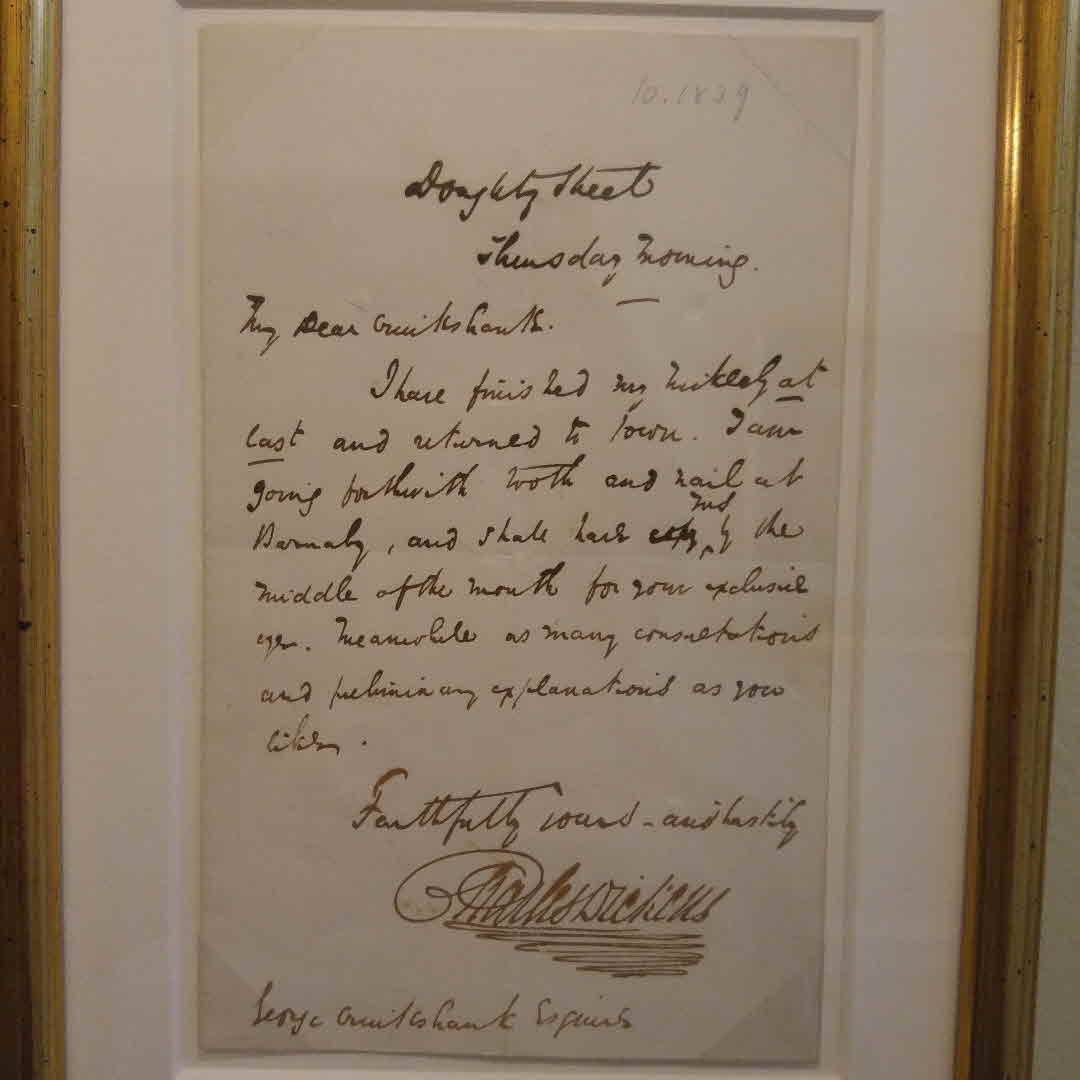 10.1839
Doughty Street
Thursday Morning.
My Dear Cruikshank.
I have finished my Nickleby at
last and returned to Town. I am
going forthwith tooth and nail at
Mss
Barnaby, and shall have by the
middle of the month for your exclusive
eye. Meanwhile as many consultations
and preliminary explanations as you
like.
Faithfully Yours - and hastily
Charles Dickens
George Cruikshank Esquire